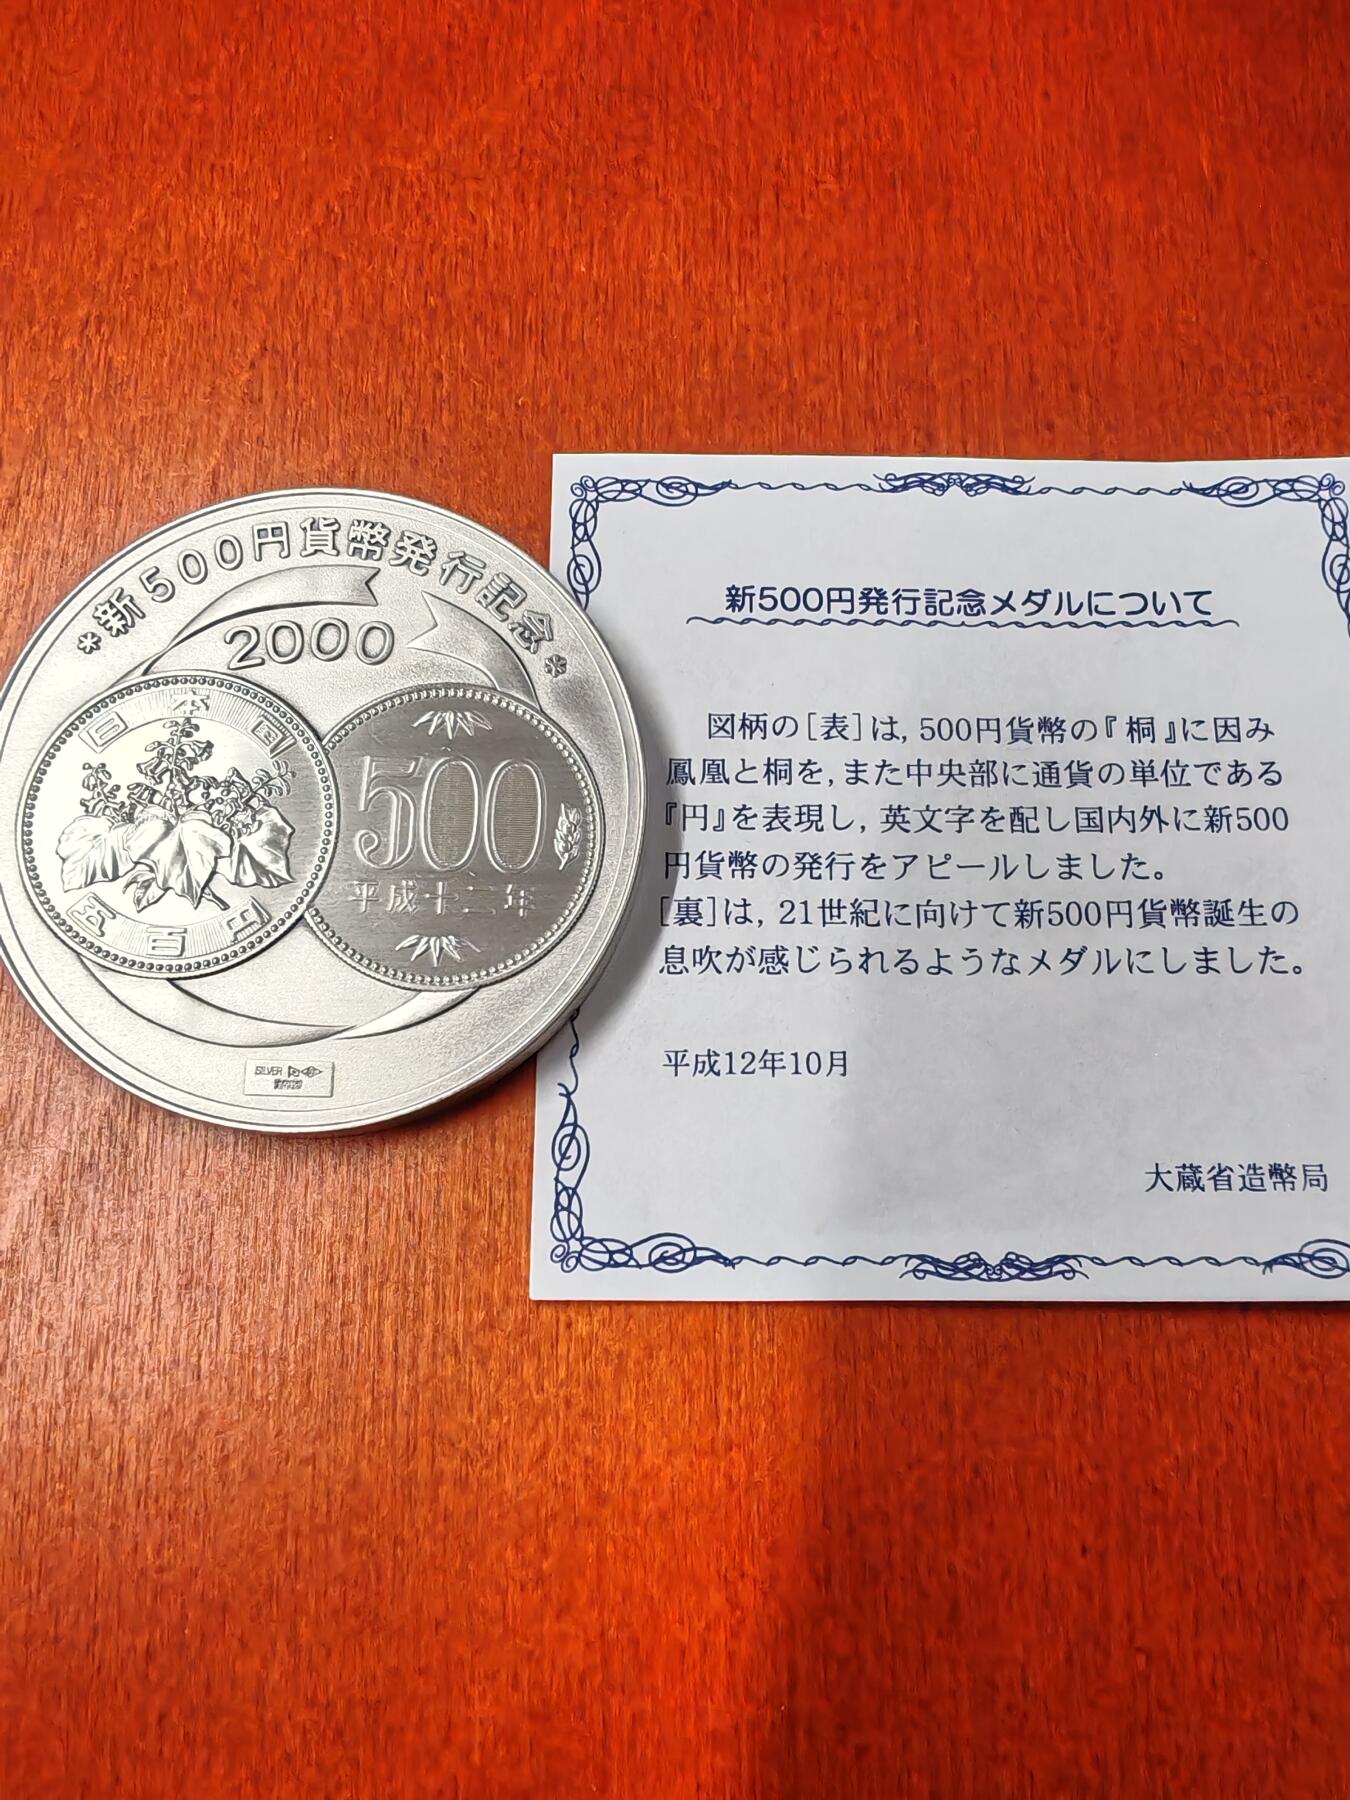 *新500円貨幣発行記念*
2000
日本国
五百円
500
平成十二年
SILVER
新500円発行記念メダルについて
図柄の[表]は,500円貨幣の『桐』に因み
鳳凰と桐を,また中央部に通貨の単位である
『円』を表現し,英文字を配し国内外に新500
円貨幣の発行をアピールしました。
[裏]は,21世紀に向けて新500円貨幣誕生の
息吹が感じられるようなメダルにしました。
平成12年10月
大蔵省造幣局